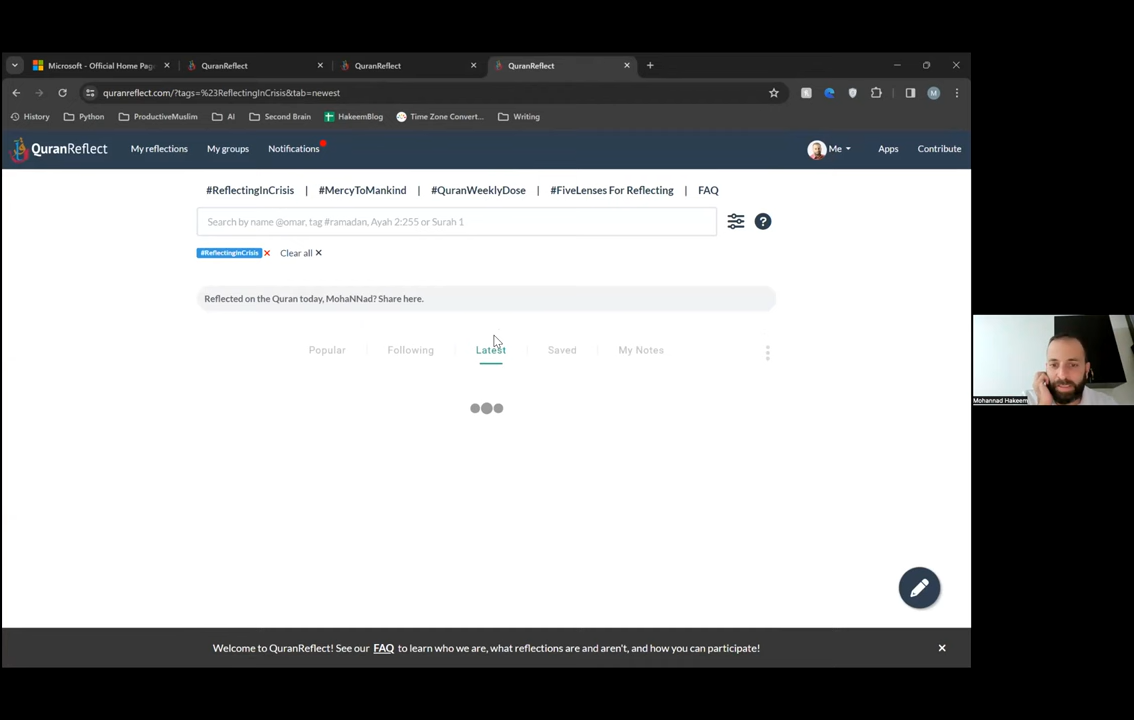 Microsoft - Official Home Pag
QuranReflect
QuranReflect
QuranReflect
quranreflect.com/?tags=%23ReflectingInCrisis&tab=newest
History
Python
ProductiveMuslim
AI
Second Brain
HakeemBlog
Time Zone Convert...
Writing
QuranReflect
My reflections
My groups
Notifications
Me
Apps
Contribute
#ReflectingInCrisis | #MercyToMankind | #QuranWeeklyDose | #FiveLenses For Reflecting | FAQ
Search by name @omar, tag #ramadan, Ayah 2:255 or Surah 1
#ReflectingInCrisis
Clear all
Reflected on the Quran today, MohaNNad? Share here.
Popular
Following
Latest
Saved
My Notes
Mohannad Hakeem
Welcome to QuranReflect! See our FAQ to learn who we are, what reflections are and aren't, and how you can participate!